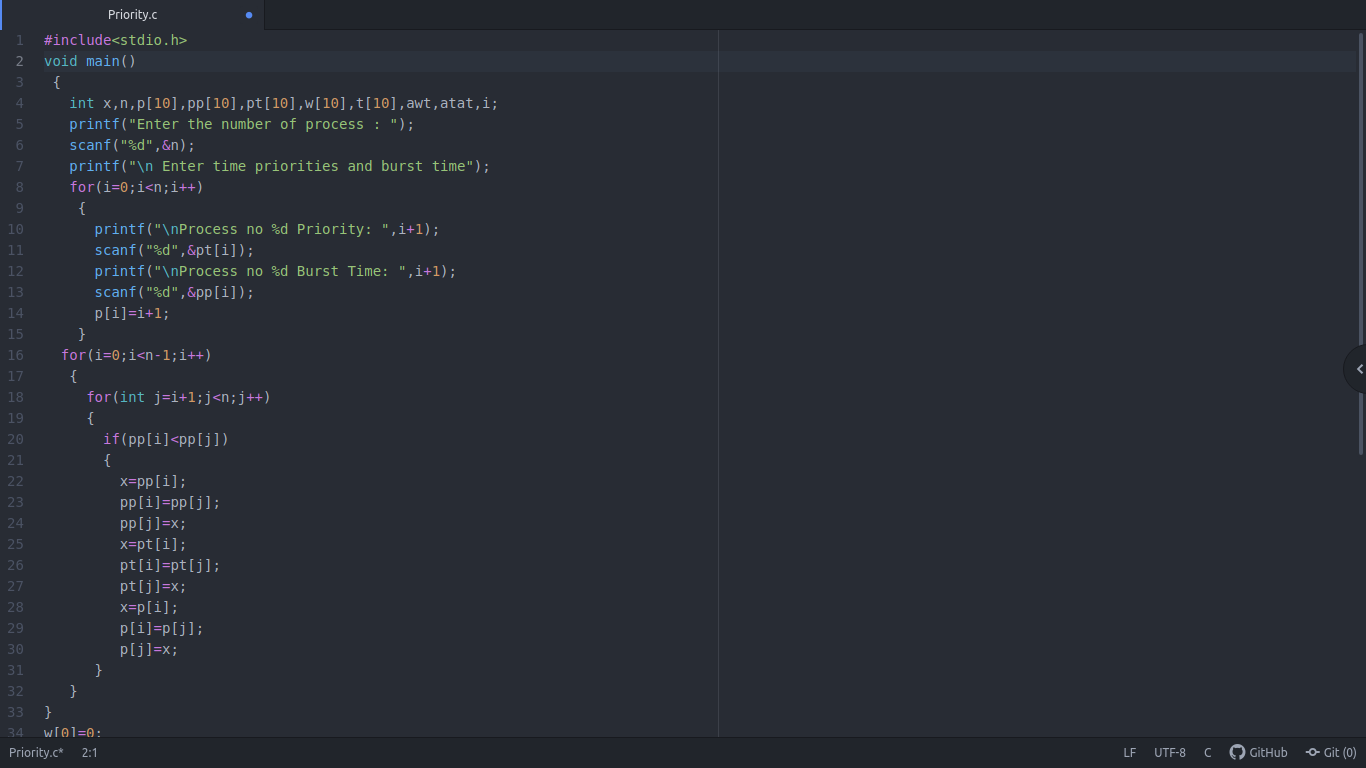 Priority.c
1 #include<stdio.h>
2 void main()
3 {
4 int x,n,p[10],pp[10],pt[10],w[10],t[10],awt,atat,i;
5 printf("Enter the number of process : ");
6 scanf("%d",&n);
7 printf("\n Enter time priorities and burst time");
8 for(i=0;i<n;i++)
9 {
10 printf("\nProcess no %d Priority: ",i+1);
11 scanf("%d",&pt[i]);
12 printf("\nProcess no %d Burst Time: ",i+1);
13 scanf("%d",&pp[i]);
14 p[i]=i+1;
15 }
16 for(i=0;i<n-1;i++)
17 {
18 for(int j=i+1;j<n;j++)
19 {
20 if(pp[i]<pp[j])
21 {
22 x=pp[i];
23 pp[i]=pp[j];
24 pp[j]=x;
25 x=pt[i];
26 pt[i]=pt[j];
27 pt[j]=x;
28 x=p[i];
29 p[i]=p[j];
30 p[j]=x;
31 }
32 }
33 }
34 w[0]=0;
Priority.c* 2:1 LF UTF-8 C GitHub Git (0)